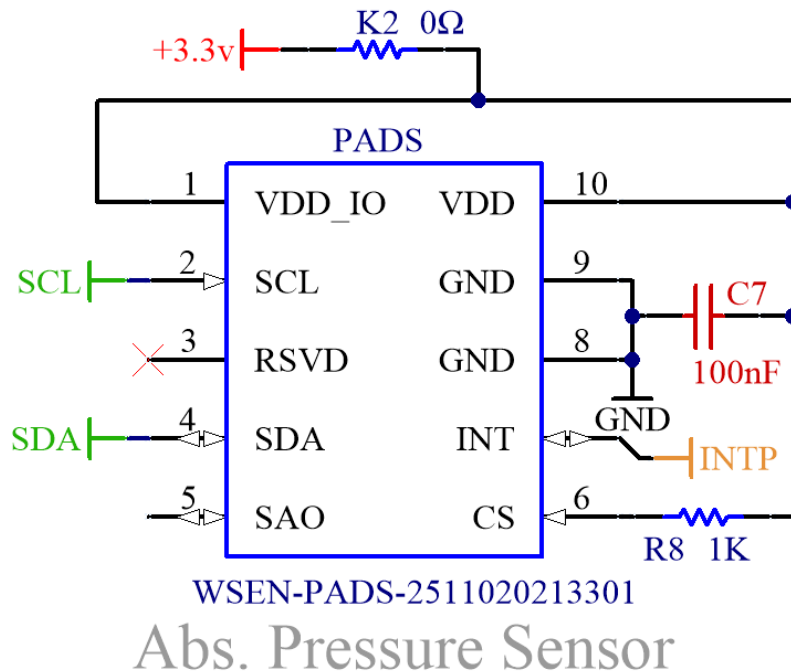 K2 0Ω
+3.3v
PADS
1 VDD_IO VDD 10
SCL 2 SCL GND 9
C7
3 RSVD GND 8
100nF
GND
SDA 4 SDA INT
INTP
5 SAO CS 6
R8 1K
WSEN-PADS-2511020213301
Abs. Pressure Sensor